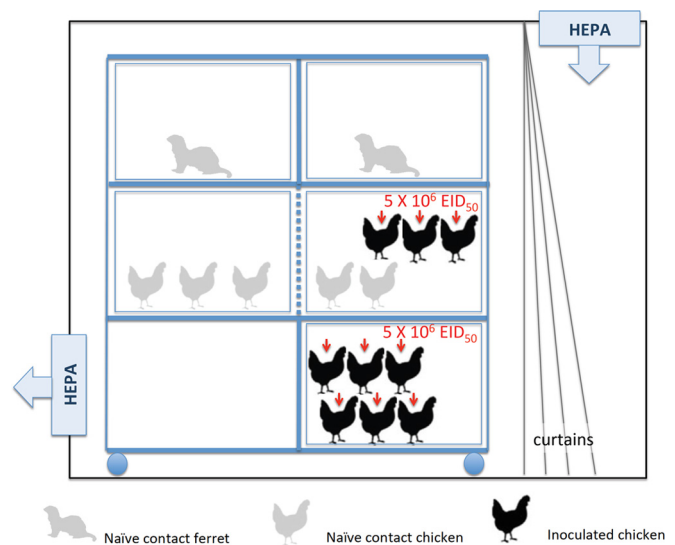 HEPA
5 X 10⁶ EID₅₀
5 X 10⁶ EID₅₀
HEPA
curtains
Naïve contact ferret
Naïve contact chicken
Inoculated chicken